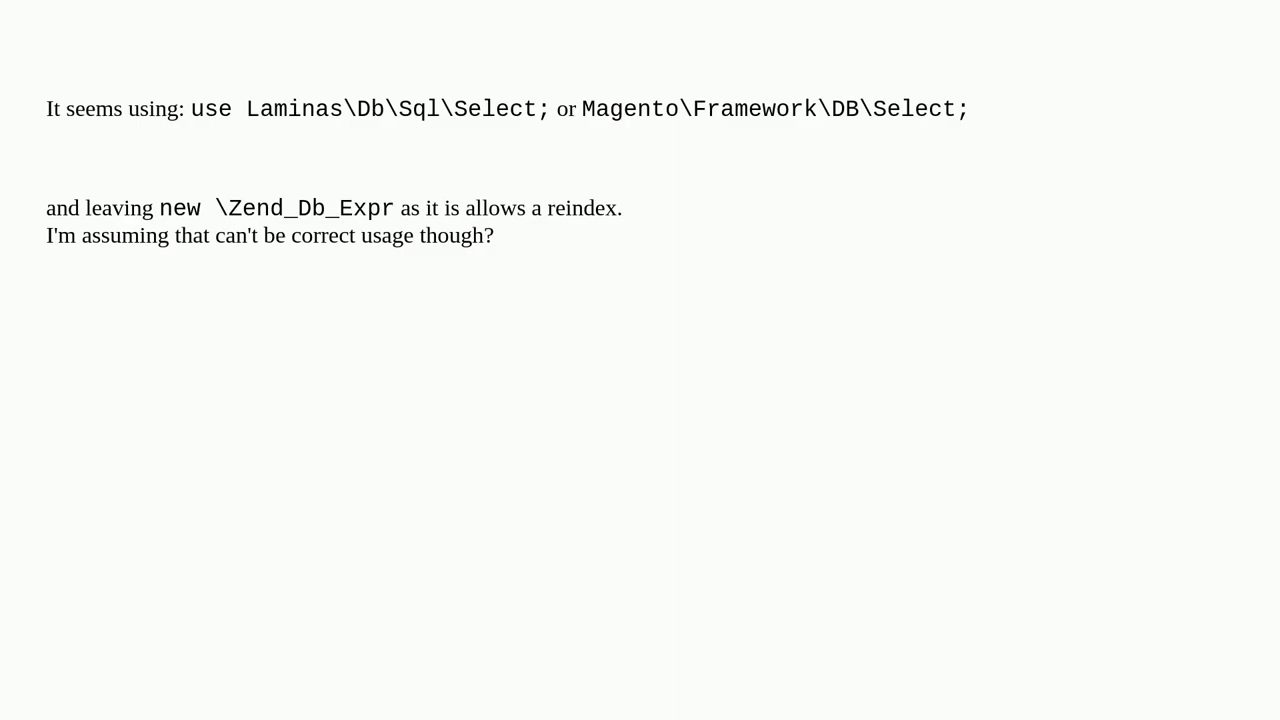 It seems using: use Laminas\Db\Sql\Select; or Magento\Framework\DB\Select;
and leaving new \Zend_Db_Expr as it is allows a reindex.
I'm assuming that can't be correct usage though?